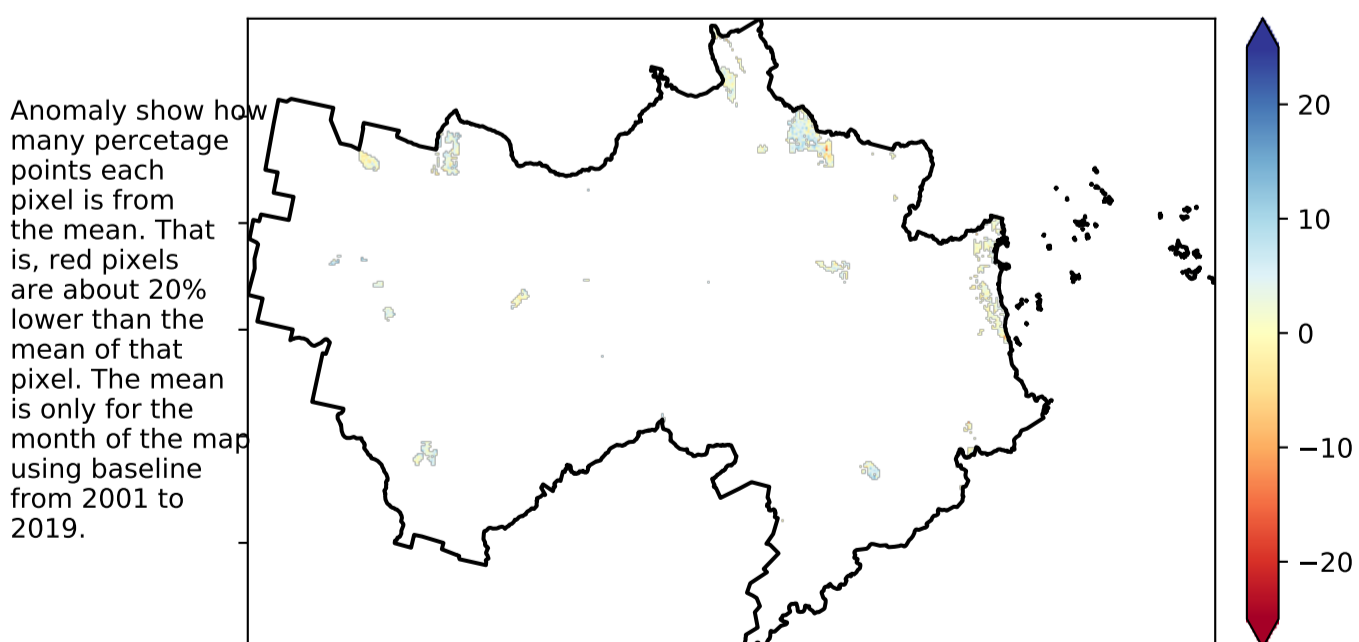 Anomaly show how
many percetage
points each
pixel is from
the mean. That
is, red pixels
are about 20%
lower than the
mean of that
pixel. The mean
is only for the
month of the map
using baseline
from 2001 to
2019.
20
10
0
−10
−20